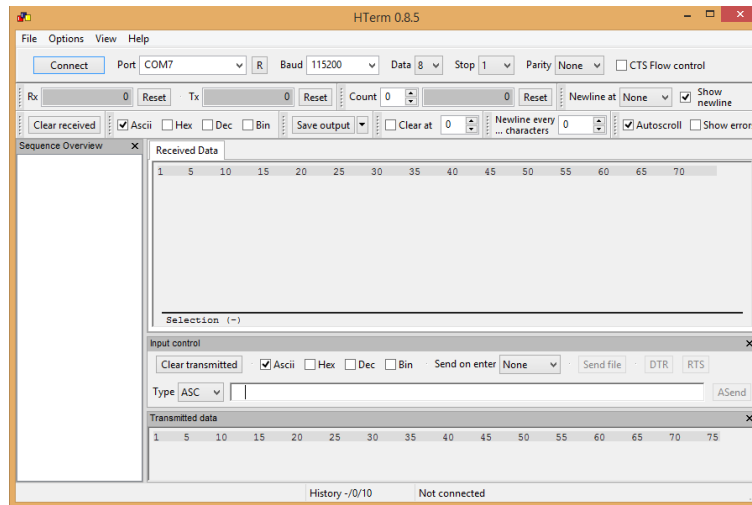 HTerm 0.8.5
File Options View Help
Connect Port COM7 R Baud 115200 Data 8 Stop 1 Parity None CTS Flow control
Rx 0 Reset Tx 0 Reset Count 0 0 Reset Newline at None Show newline
Clear received Ascii Hex Dec Bin Save output Clear at 0 Newline every ... characters 0 Autoscroll Show error
Sequence Overview
Received Data
1 5 10 15 20 25 30 35 40 45 50 55 60 65 70
Selection (-)
Input control
Clear transmitted Ascii Hex Dec Bin Send on enter None Send file DTR RTS
Type ASC ASend
Transmitted data
1 5 10 15 20 25 30 35 40 45 50 55 60 65 70 75
History -/0/10 Not connected